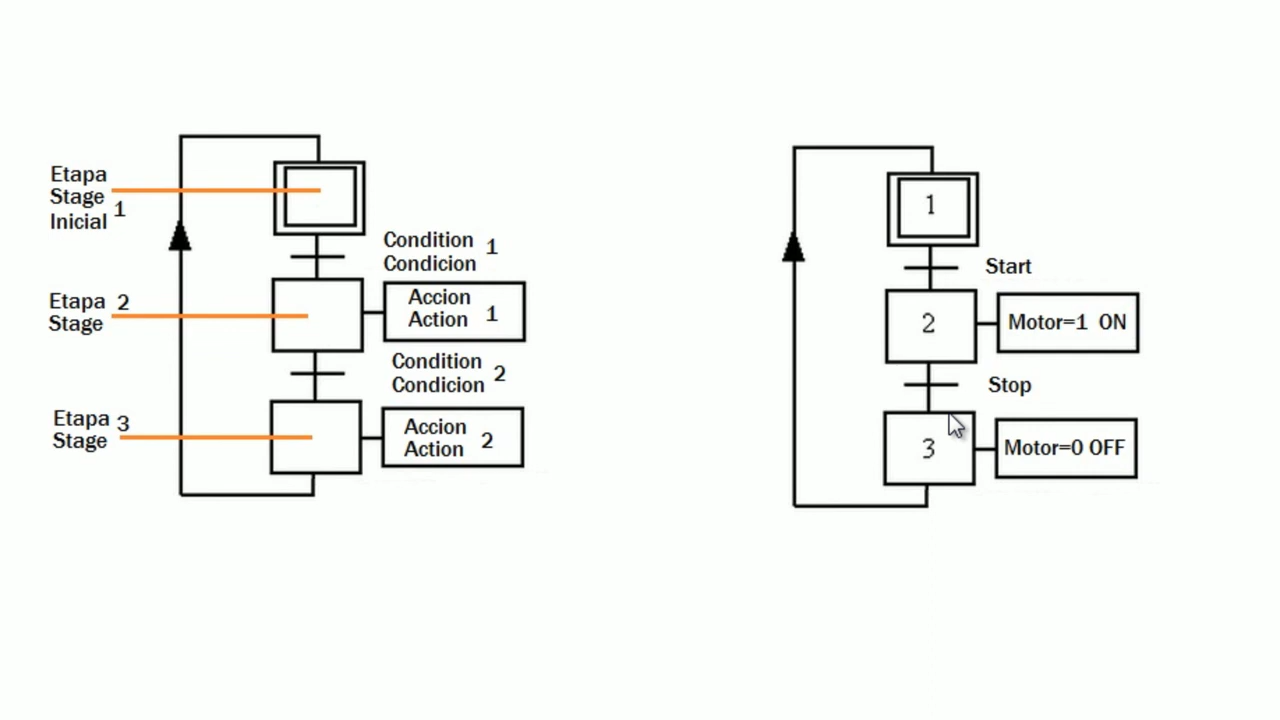 Etapa
Stage
Inicial 1
Condition 1
Condicion
Etapa 2
Stage
Accion
Action 1
Condition
Condicion 2
Etapa 3
Stage
Accion
Action 2
1
Start
2
Motor=1 ON
Stop
3
Motor=0 OFF